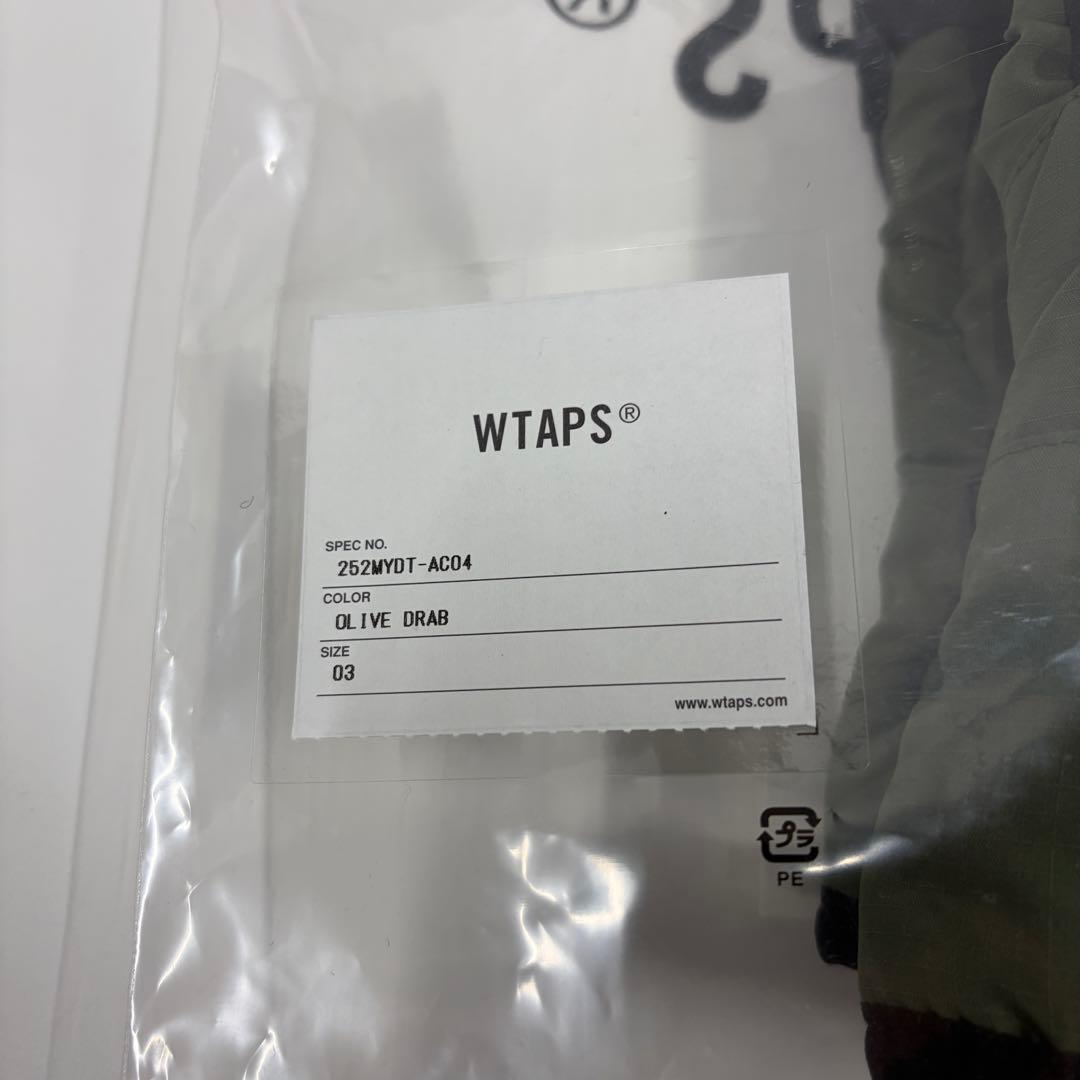 WTAPS®
SPEC NO.
252MYDT-AC04
COLOR
OLIVE DRAB
SIZE
03
www.wtaps.com
プラ
PE